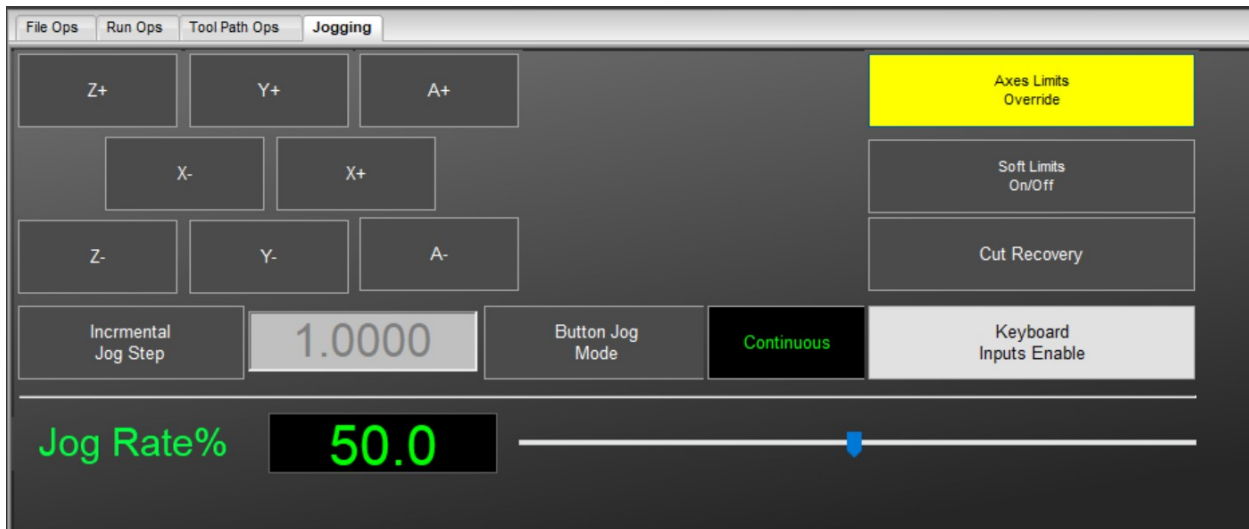 File Ops Run Ops Tool Path Ops Jogging
Z+ Y+ A+
Axes Limits
Override
X- X+
Soft Limits
On/Off
Z- Y- A-
Cut Recovery
Incrmental
Jog Step
1.0000
Button Jog
Mode
Continuous
Keyboard
Inputs Enable
Jog Rate% 50.0